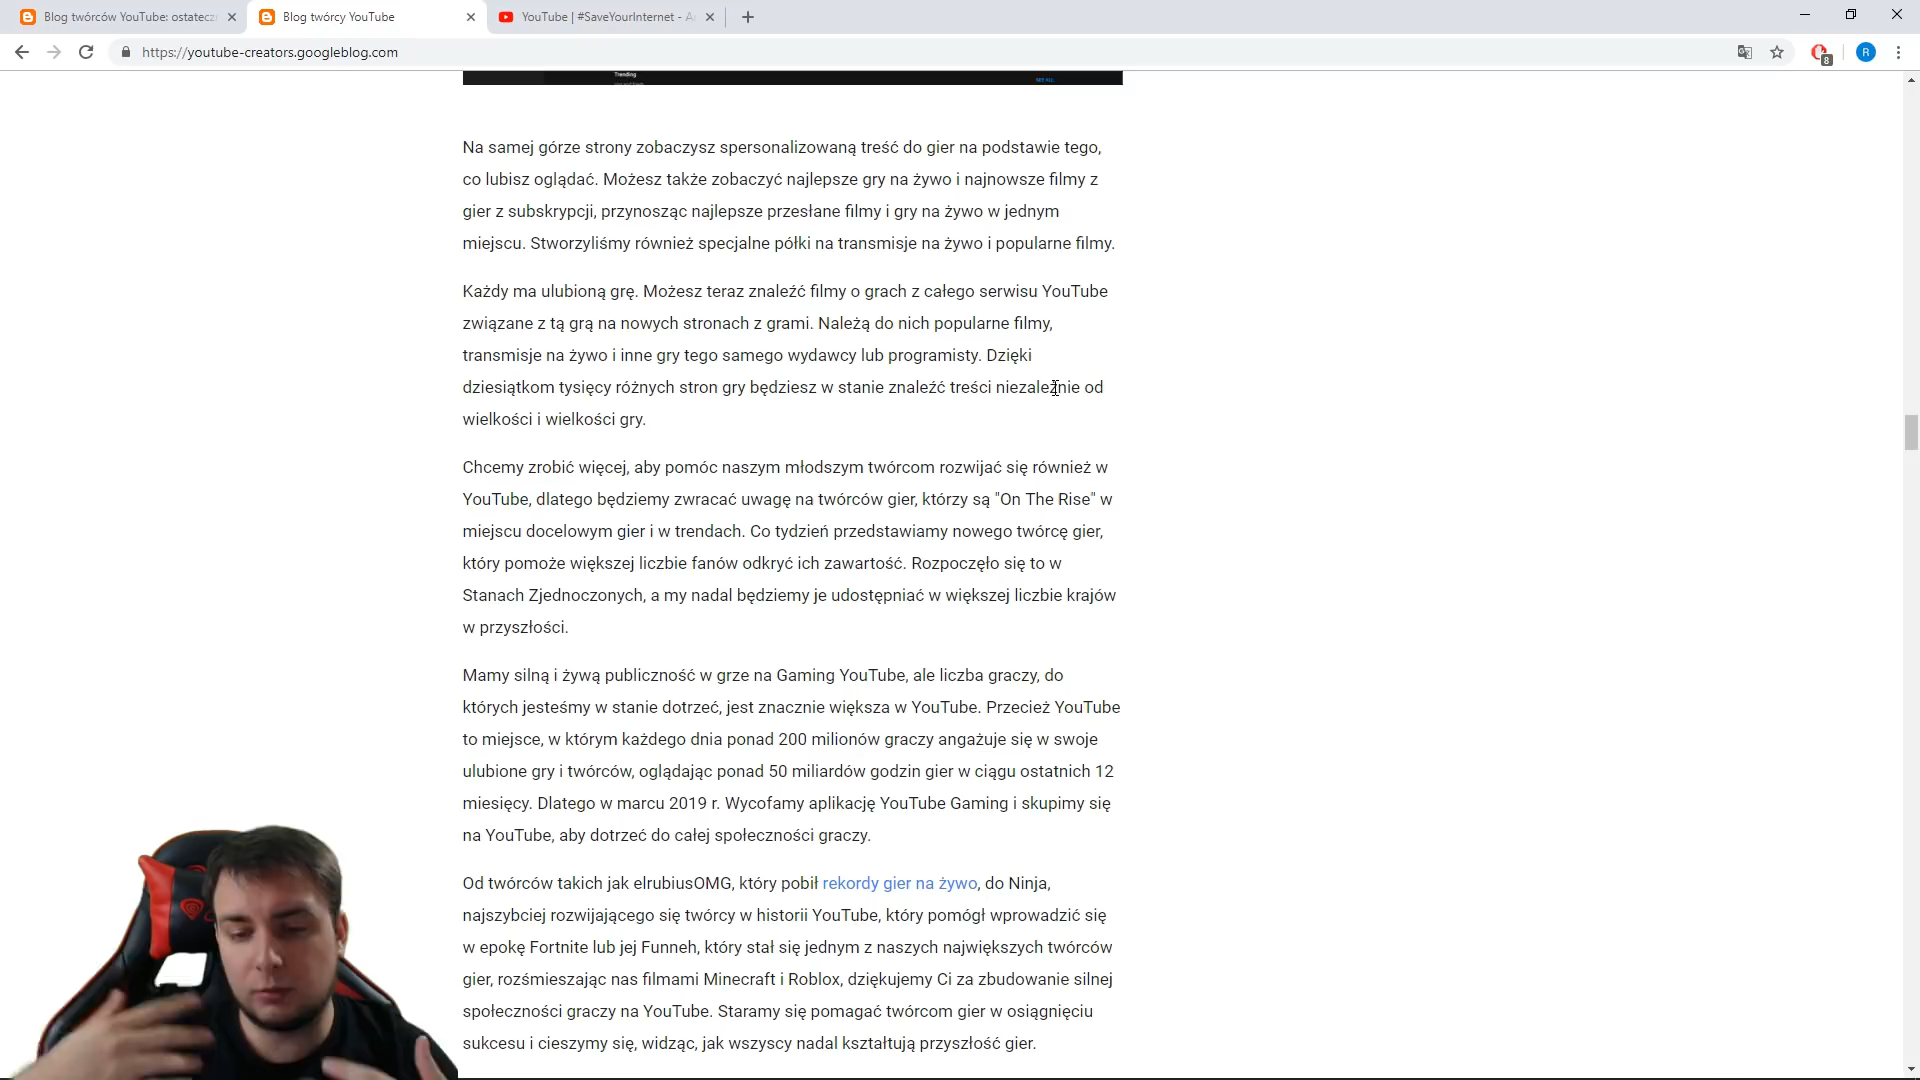 Blog twórców YouTube: ostatecz
Blog twórcy YouTube
YouTube | #SaveYourInternet - A
https://youtube-creators.googleblog.com
8
R
Trending
SEE ALL
Na samej górze strony zobaczysz spersonalizowaną treść do gier na podstawie tego,
co lubisz oglądać. Możesz także zobaczyć najlepsze gry na żywo i najnowsze filmy z
gier z subskrypcji, przynosząc najlepsze przesłane filmy i gry na żywo w jednym
miejscu. Stworzyliśmy również specjalne półki na transmisje na żywo i popularne filmy.
Każdy ma ulubioną grę. Możesz teraz znaleźć filmy o grach z całego serwisu YouTube
związane z tą grą na nowych stronach z grami. Należą do nich popularne filmy,
transmisje na żywo i inne gry tego samego wydawcy lub programisty. Dzięki
dziesiątkom tysięcy różnych stron gry będziesz w stanie znaleźć treści niezależnie od
wielkości i wielkości gry.
Chcemy zrobić więcej, aby pomóc naszym młodszym twórcom rozwijać się również w
YouTube, dlatego będziemy zwracać uwagę na twórców gier, którzy są "On The Rise" w
miejscu docelowym gier i w trendach. Co tydzień przedstawiamy nowego twórcę gier,
który pomoże większej liczbie fanów odkryć ich zawartość. Rozpoczęło się to w
Stanach Zjednoczonych, a my nadal będziemy je udostępniać w większej liczbie krajów
w przyszłości.
Mamy silną i żywą publiczność w grze na Gaming YouTube, ale liczba graczy, do
których jesteśmy w stanie dotrzeć, jest znacznie większa w YouTube. Przecież YouTube
to miejsce, w którym każdego dnia ponad 200 milionów graczy angażuje się w swoje
ulubione gry i twórców, oglądając ponad 50 miliardów godzin gier w ciągu ostatnich 12
miesięcy. Dlatego w marcu 2019 r. Wycofamy aplikację YouTube Gaming i skupimy się
na YouTube, aby dotrzeć do całej społeczności graczy.
Od twórców takich jak elrubiusOMG, który pobił rekordy gier na żywo, do Ninja,
najszybciej rozwijającego się twórcy w historii YouTube, który pomógł wprowadzić się
w epokę Fortnite lub jej Funneh, który stał się jednym z naszych największych twórców
gier, rozśmieszając nas filmami Minecraft i Roblox, dziękujemy Ci za zbudowanie silnej
społeczności graczy na YouTube. Staramy się pomagać twórcom gier w osiągnięciu
sukcesu i cieszymy się, widząc, jak wszyscy nadal kształtują przyszłość gier.